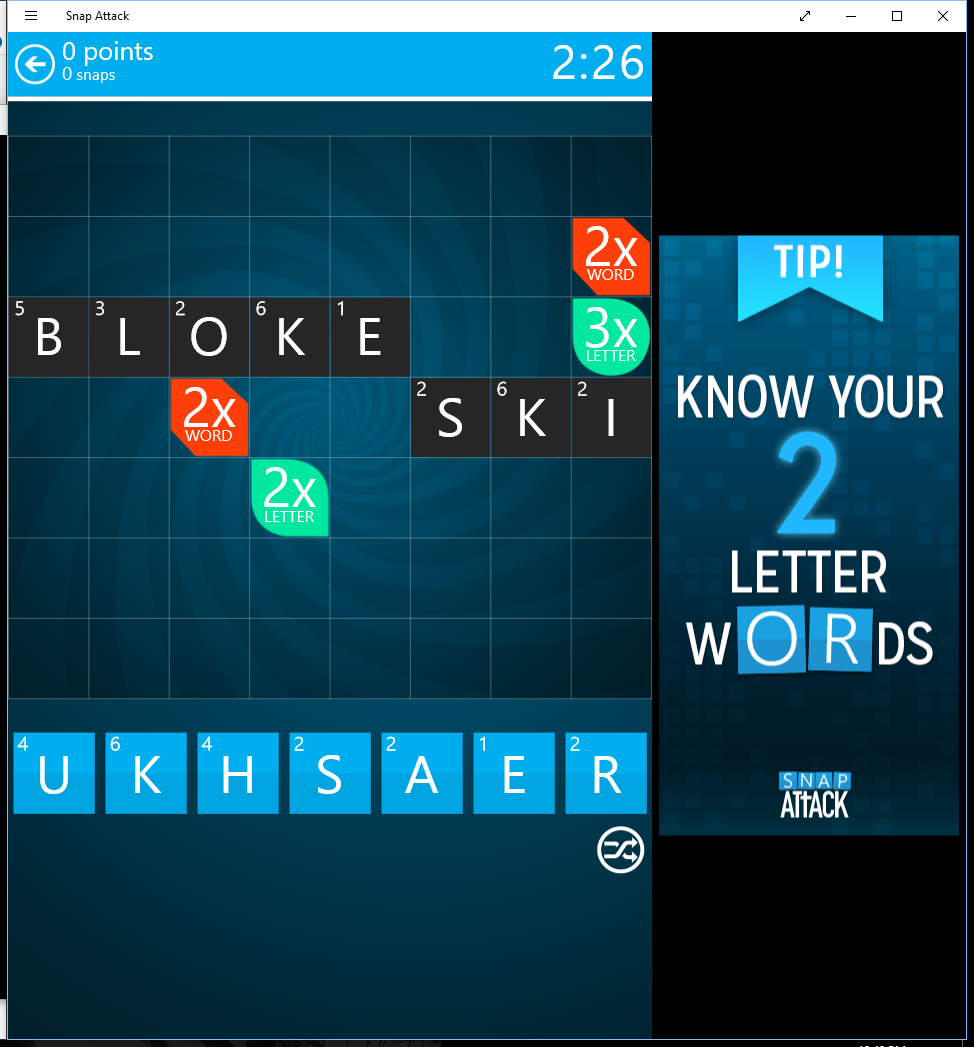 Snap Attack
0 points
0 snaps
2:26
2x
WORD
5 B 3 L 2 O 6 K 1 E
3x
LETTER
2x
WORD
2 S 6 K 2 I
2x
LETTER
4 U 6 K 4 H 2 S 2 A 1 E 2 R
TIP!
KNOW YOUR
2
LETTER
WORDS
SNAP
ATTACK